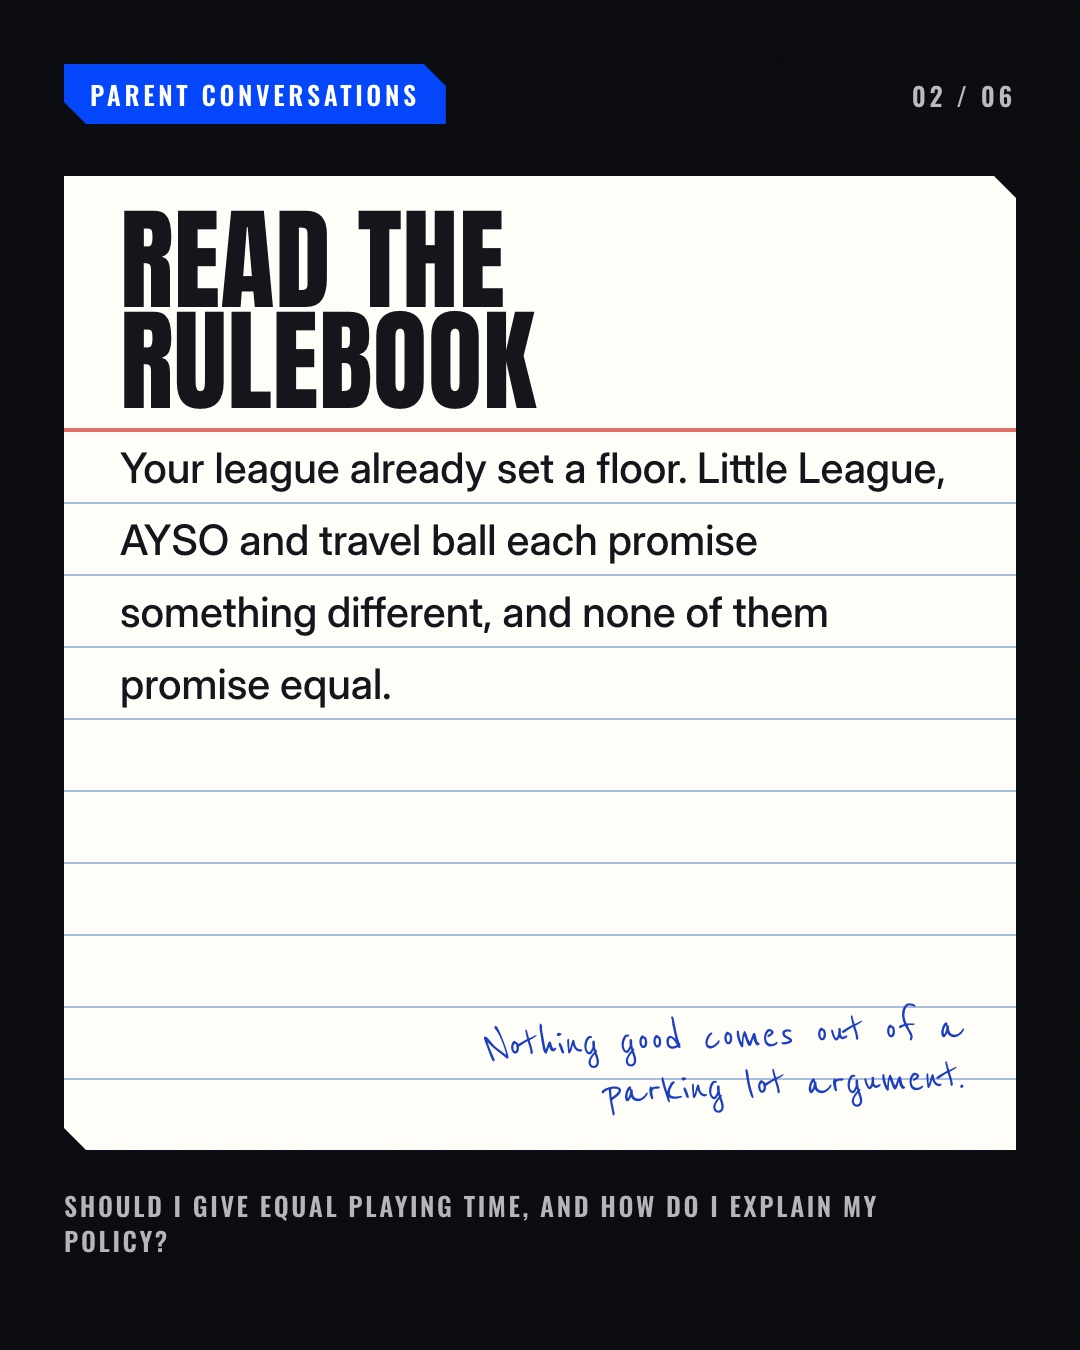 PARENT CONVERSATIONS
02 / 06
READ THE
RULEBOOK
Your league already set a floor. Little League,
AYSO and travel ball each promise
something different, and none of them
promise equal.
Nothing good comes out of a
parking lot argument.
SHOULD I GIVE EQUAL PLAYING TIME, AND HOW DO I EXPLAIN MY
POLICY?